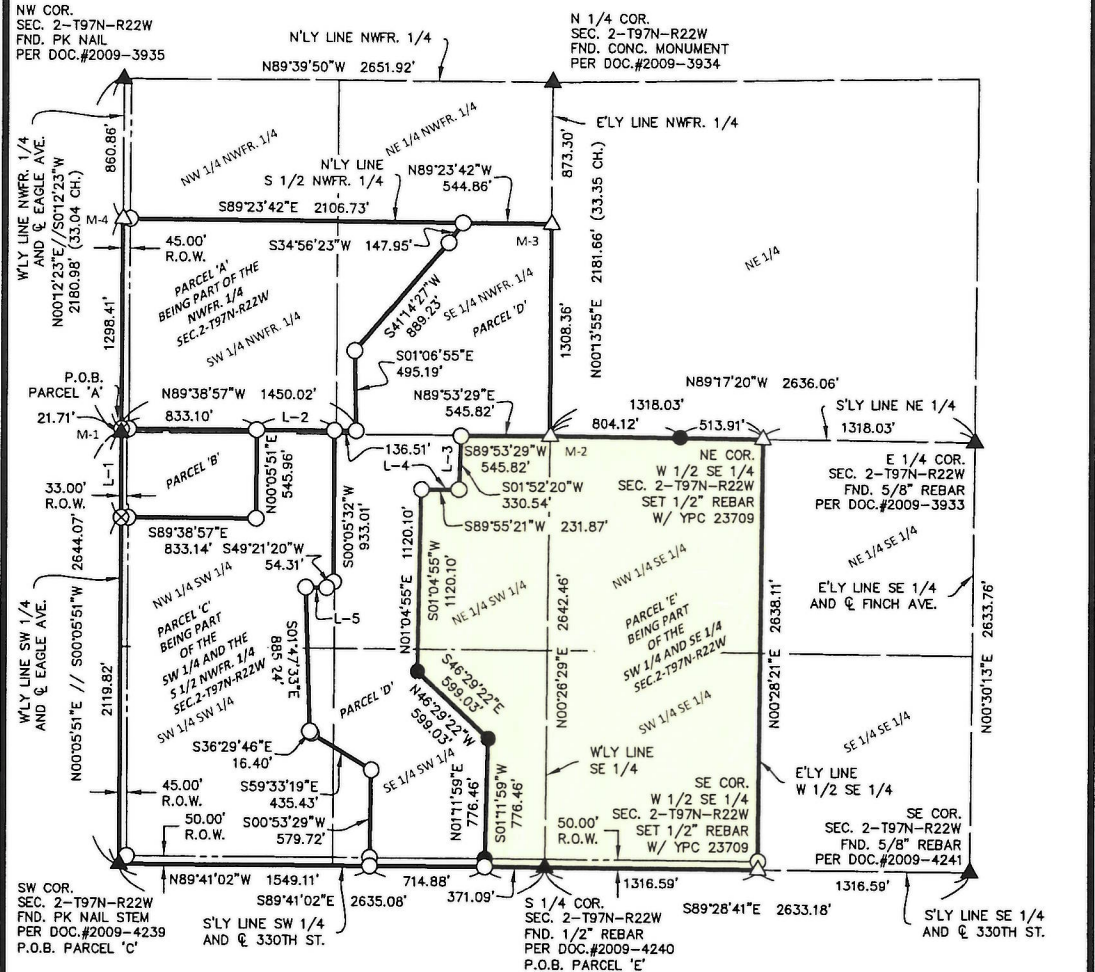 NW COR.
SEC. 2-T97N-R22W
FND. PK NAIL
PER DOC.#2009-3935
N'LY LINE NWFR. 1/4
N89°39'50"W 2651.92'
N 1/4 COR.
SEC. 2-T97N-R22W
FND. CONC. MONUMENT
PER DOC.#2009-3934
W'LY LINE NWFR. 1/4
AND ℄ EAGLE AVE.
N00°12'23"E//S0°12'23"W
2180.98' (33.04 CH.)
860.86'
NW 1/4 NWFR. 1/4
NE 1/4 NWFR. 1/4
E'LY LINE NWFR. 1/4
873.30'
N'LY LINE
S 1/2 NWFR. 1/4
N89°23'42"W
544.86'
S89°23'42"E 2106.73'
M-4
M-3
45.00'
R.O.W.
S34°56'23"W 147.95'
N00°13'55"E 2181.66' (33.35 CH.)
NE 1/4
PARCEL 'A'
BEING PART OF THE
NWFR. 1/4
SEC.2-T97N-R22W
SW 1/4 NWFR. 1/4
S41°14'27"W
889.23'
SE 1/4 NWFR. 1/4
PARCEL 'D'
1298.41'
1308.36'
S01°06'55"E
495.19'
P.O.B.
PARCEL 'A'
21.71'
M-1
N89°38'57"W 1450.02'
833.10'
L-2
N89°53'29"E
545.82'
N89°17'20"W 2636.06'
1318.03'
804.12'
513.91'
S'LY LINE NE 1/4
1318.03'
136.51'
L-3
L-4
S89°53'29"W
545.82'
M-2
L-1
PARCEL 'B'
N00°05'51"E
545.96'
S01°52'20"W
330.54'
NE COR.
W 1/2 SE 1/4
SEC. 2-T97N-R22W
SET 1/2" REBAR
W/ YPC 23709
E 1/4 COR.
SEC. 2-T97N-R22W
FND. 5/8" REBAR
PER DOC.#2009-3933
33.00'
R.O.W.
S89°38'57"E
833.14'
S00°05'32"W
933.01'
S89°55'21"W 231.87'
S49°21'20"W
54.31'
L-5
N01°04'55"E 1120.10'
S01°04'55"W
1120.10'
NE 1/4 SW 1/4
NW 1/4 SE 1/4
NE 1/4 SE 1/4
E'LY LINE SE 1/4
AND ℄ FINCH AVE.
W'LY LINE SW 1/4
AND ℄ EAGLE AVE.
N00°05'51"E // S00°05'51"W
2644.07'
2119.82'
NW 1/4 SW 1/4
PARCEL 'C'
BEING PART
OF THE
SW 1/4 AND THE
S 1/2 NWFR. 1/4
SEC.2-T97N-R22W
SW 1/4 SW 1/4
S01°47'33"E
885.24'
PARCEL 'D'
S46°29'22"E
599.03'
N46°29'22"W
599.03'
N00°26'29"E 2642.46'
PARCEL 'E'
BEING PART
OF THE
SW 1/4 AND SE 1/4
SEC.2-T97N-R22W
SW 1/4 SE 1/4
N00°28'21"E 2638.11'
N00°30'13"E 2633.76'
SE 1/4 SE 1/4
S36°29'46"E
16.40'
S59°33'19"E
435.43'
S00°53'29"W
579.72'
SE 1/4 SW 1/4
N01°11'59"E
776.46'
S01°11'59"W
776.46'
W'LY LINE
SE 1/4
E'LY LINE
W 1/2 SE 1/4
45.00'
R.O.W.
50.00'
R.O.W.
50.00'
R.O.W.
SE COR.
W 1/2 SE 1/4
SEC. 2-T97N-R22W
SET 1/2" REBAR
W/ YPC 23709
SE COR.
SEC. 2-T97N-R22W
FND. 5/8" REBAR
PER DOC.#2009-4241
N89°41'02"W 1549.11'
714.88'
371.09'
1316.59'
1316.59'
S89°41'02"E 2635.08'
S89°28'41"E 2633.18'
SW COR.
SEC. 2-T97N-R22W
FND. PK NAIL STEM
PER DOC.#2009-4239
P.O.B. PARCEL 'C'
S'LY LINE SW 1/4
AND ℄ 330TH ST.
S 1/4 COR.
SEC. 2-T97N-R22W
FND. 1/2" REBAR
PER DOC.#2009-4240
P.O.B. PARCEL 'E'
S'LY LINE SE 1/4
AND ℄ 330TH ST.